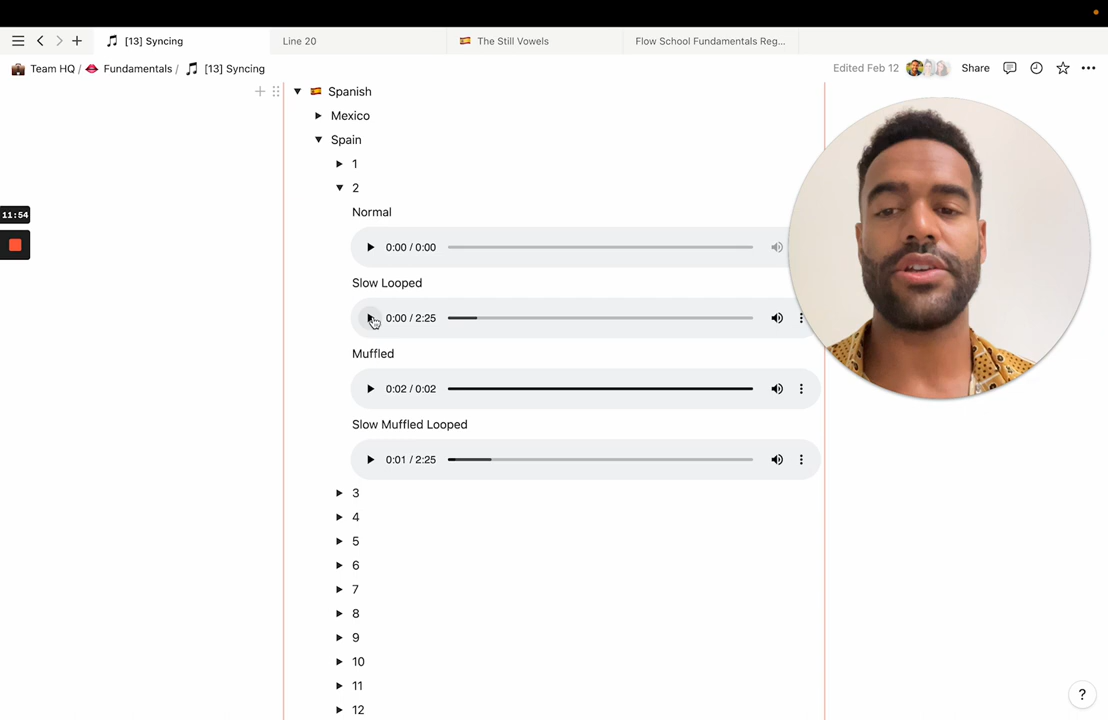 [13] Syncing
Line 20
The Still Vowels
Flow School Fundamentals Reg...
Team HQ / Fundamentals / [13] Syncing
Edited Feb 12
Share
Spanish
Mexico
Spain
1
11:54
2
Normal
0:00 / 0:00
Slow Looped
0:00 / 2:25
Muffled
0:02 / 0:02
Slow Muffled Looped
0:01 / 2:25
3
4
5
6
7
8
9
10
11
12
?